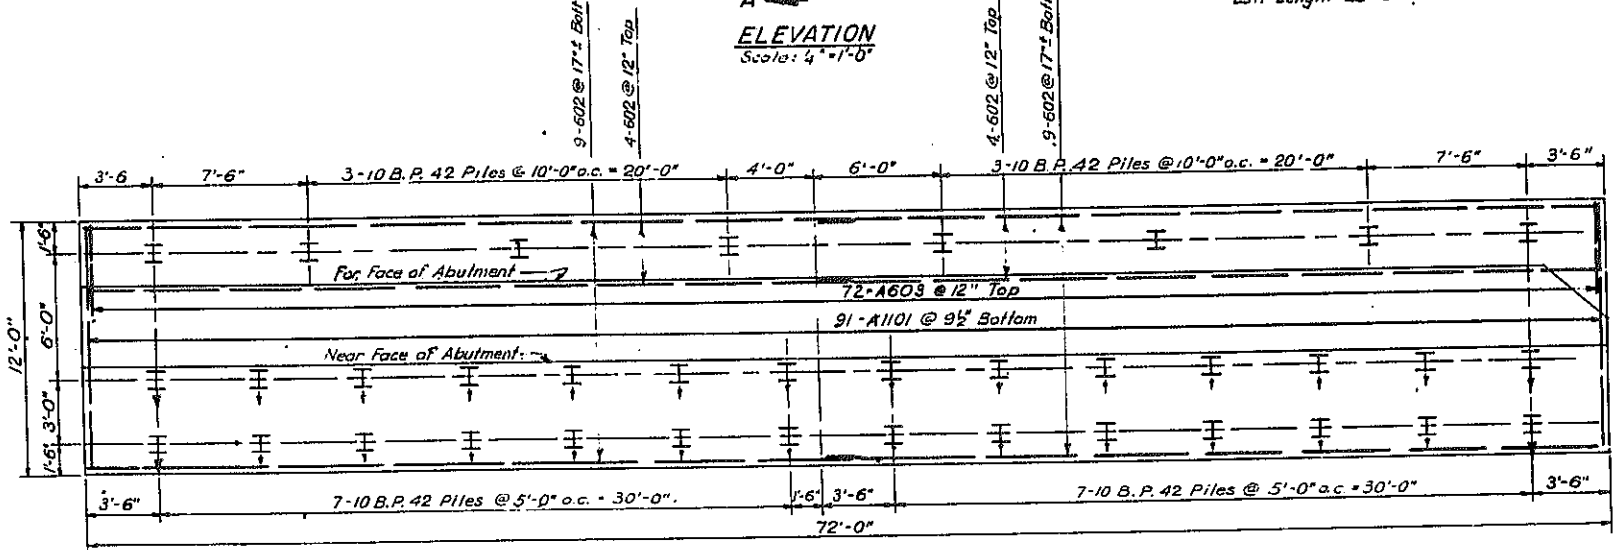 A
ELEVATION
Scale: ¼"=1'-0"
9-602 @ 17"±
4-602 @ 12" Top
4-602 @ 12" Top
9-602 @ 17"±
3'-6
7'-6"
3-10 B.P. 42 Piles @ 10'-0" o.c. = 20'-0"
4'-0"
6'-0"
3-10 B.P. 42 Piles @ 10'-0" o.c. = 20'-0"
7'-6"
3'-6"
1'-6"
Far Face of Abutment
72-A603 @ 12" Top
91-A1101 @ 9½" Bottom
6'-0"
12'-0"
Near Face of Abutment
3'-0"
1'-6"
3'-6"
7-10 B.P. 42 Piles @ 5'-0" o.c. = 30'-0".
1'-6"
3'-6"
7-10 B.P. 42 Piles @ 5'-0" o.c. = 30'-0"
3'-6"
72'-0"